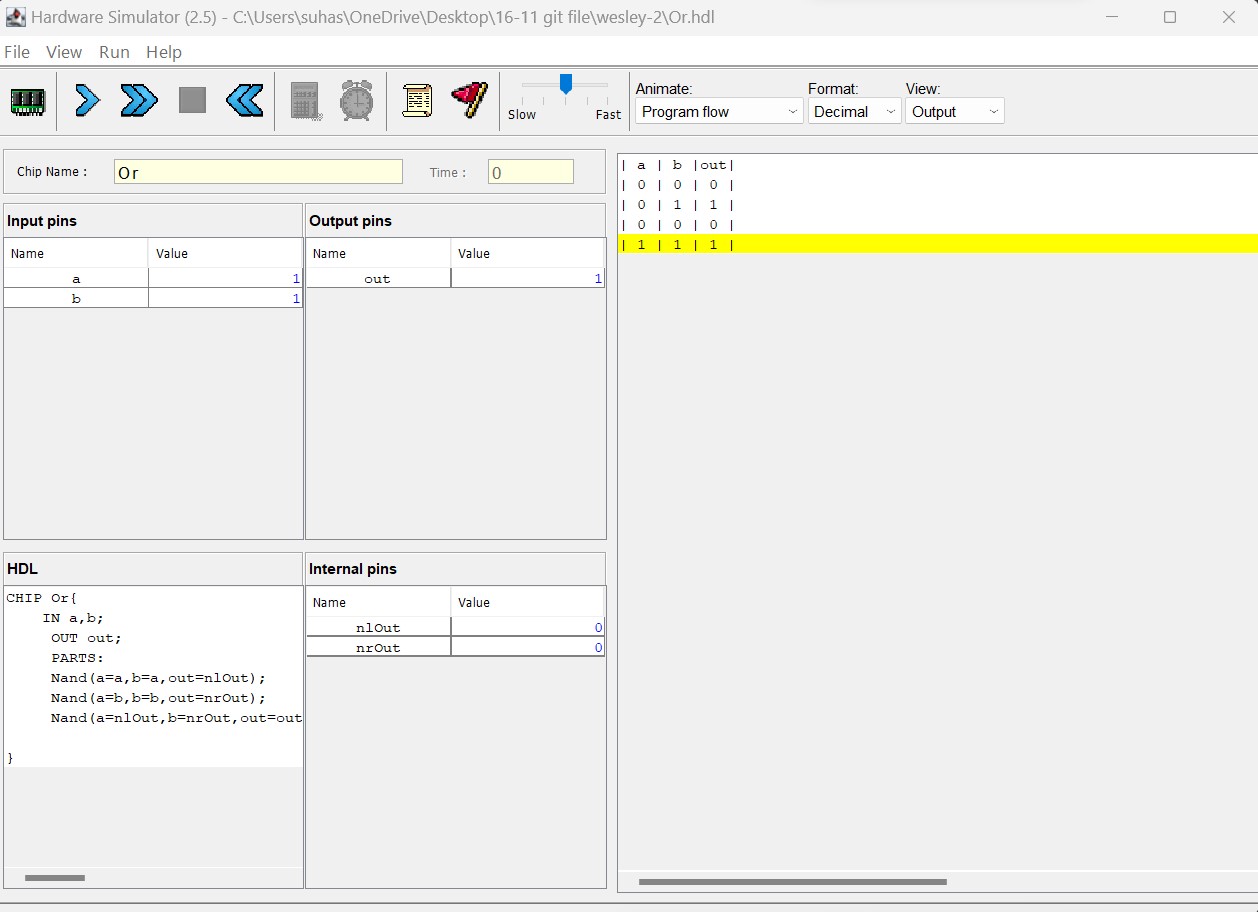 Hardware Simulator (2.5) - C:\Users\suhas\OneDrive\Desktop\16-11 git file\wesley-2\Or.hdl
File View Run Help
Slow Fast
Animate: Format: View:
Program flow Decimal Output
Chip Name : Or Time : 0
Input pins
Name Value
a 1
b 1
Output pins
Name Value
out 1
HDL
CHIP Or{
IN a,b;
OUT out;
PARTS:
Nand(a=a,b=a,out=nlOut);
Nand(a=b,b=b,out=nrOut);
Nand(a=nlOut,b=nrOut,out=out
}
Internal pins
Name Value
nlOut 0
nrOut 0
| a | b |out|
| 0 | 0 | 0 |
| 0 | 1 | 1 |
| 0 | 0 | 0 |
| 1 | 1 | 1 |